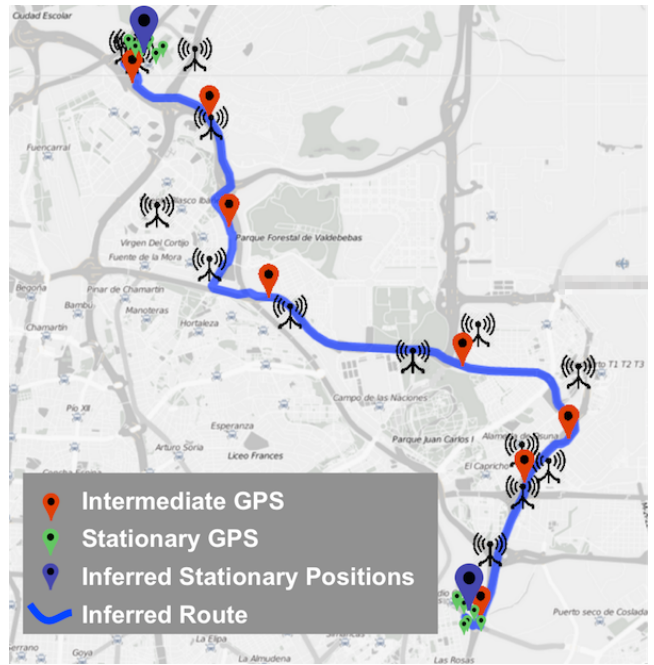 Ciudad Escolar
Fuencarral
Blasco Iba
Parque Forestal de Valdebebas
Virgen Del Cortijo
Fuente de la Mora
Begoña
Pinar de Chamartín
Bambú
Manoteras
Hortaleza
Chamartín
Campo de las Naciones
T1 T2 T3
Pío XII
Esperanza
Parque Juan Carlos I
Arturo Soria
Liceo Frances
El Capricho
Intermediate GPS
Stationary GPS
Inferred Stationary Positions
Inferred Route
Puerto seco de Coslada
Goya
La Elipa
La Almudena
Las Rosas